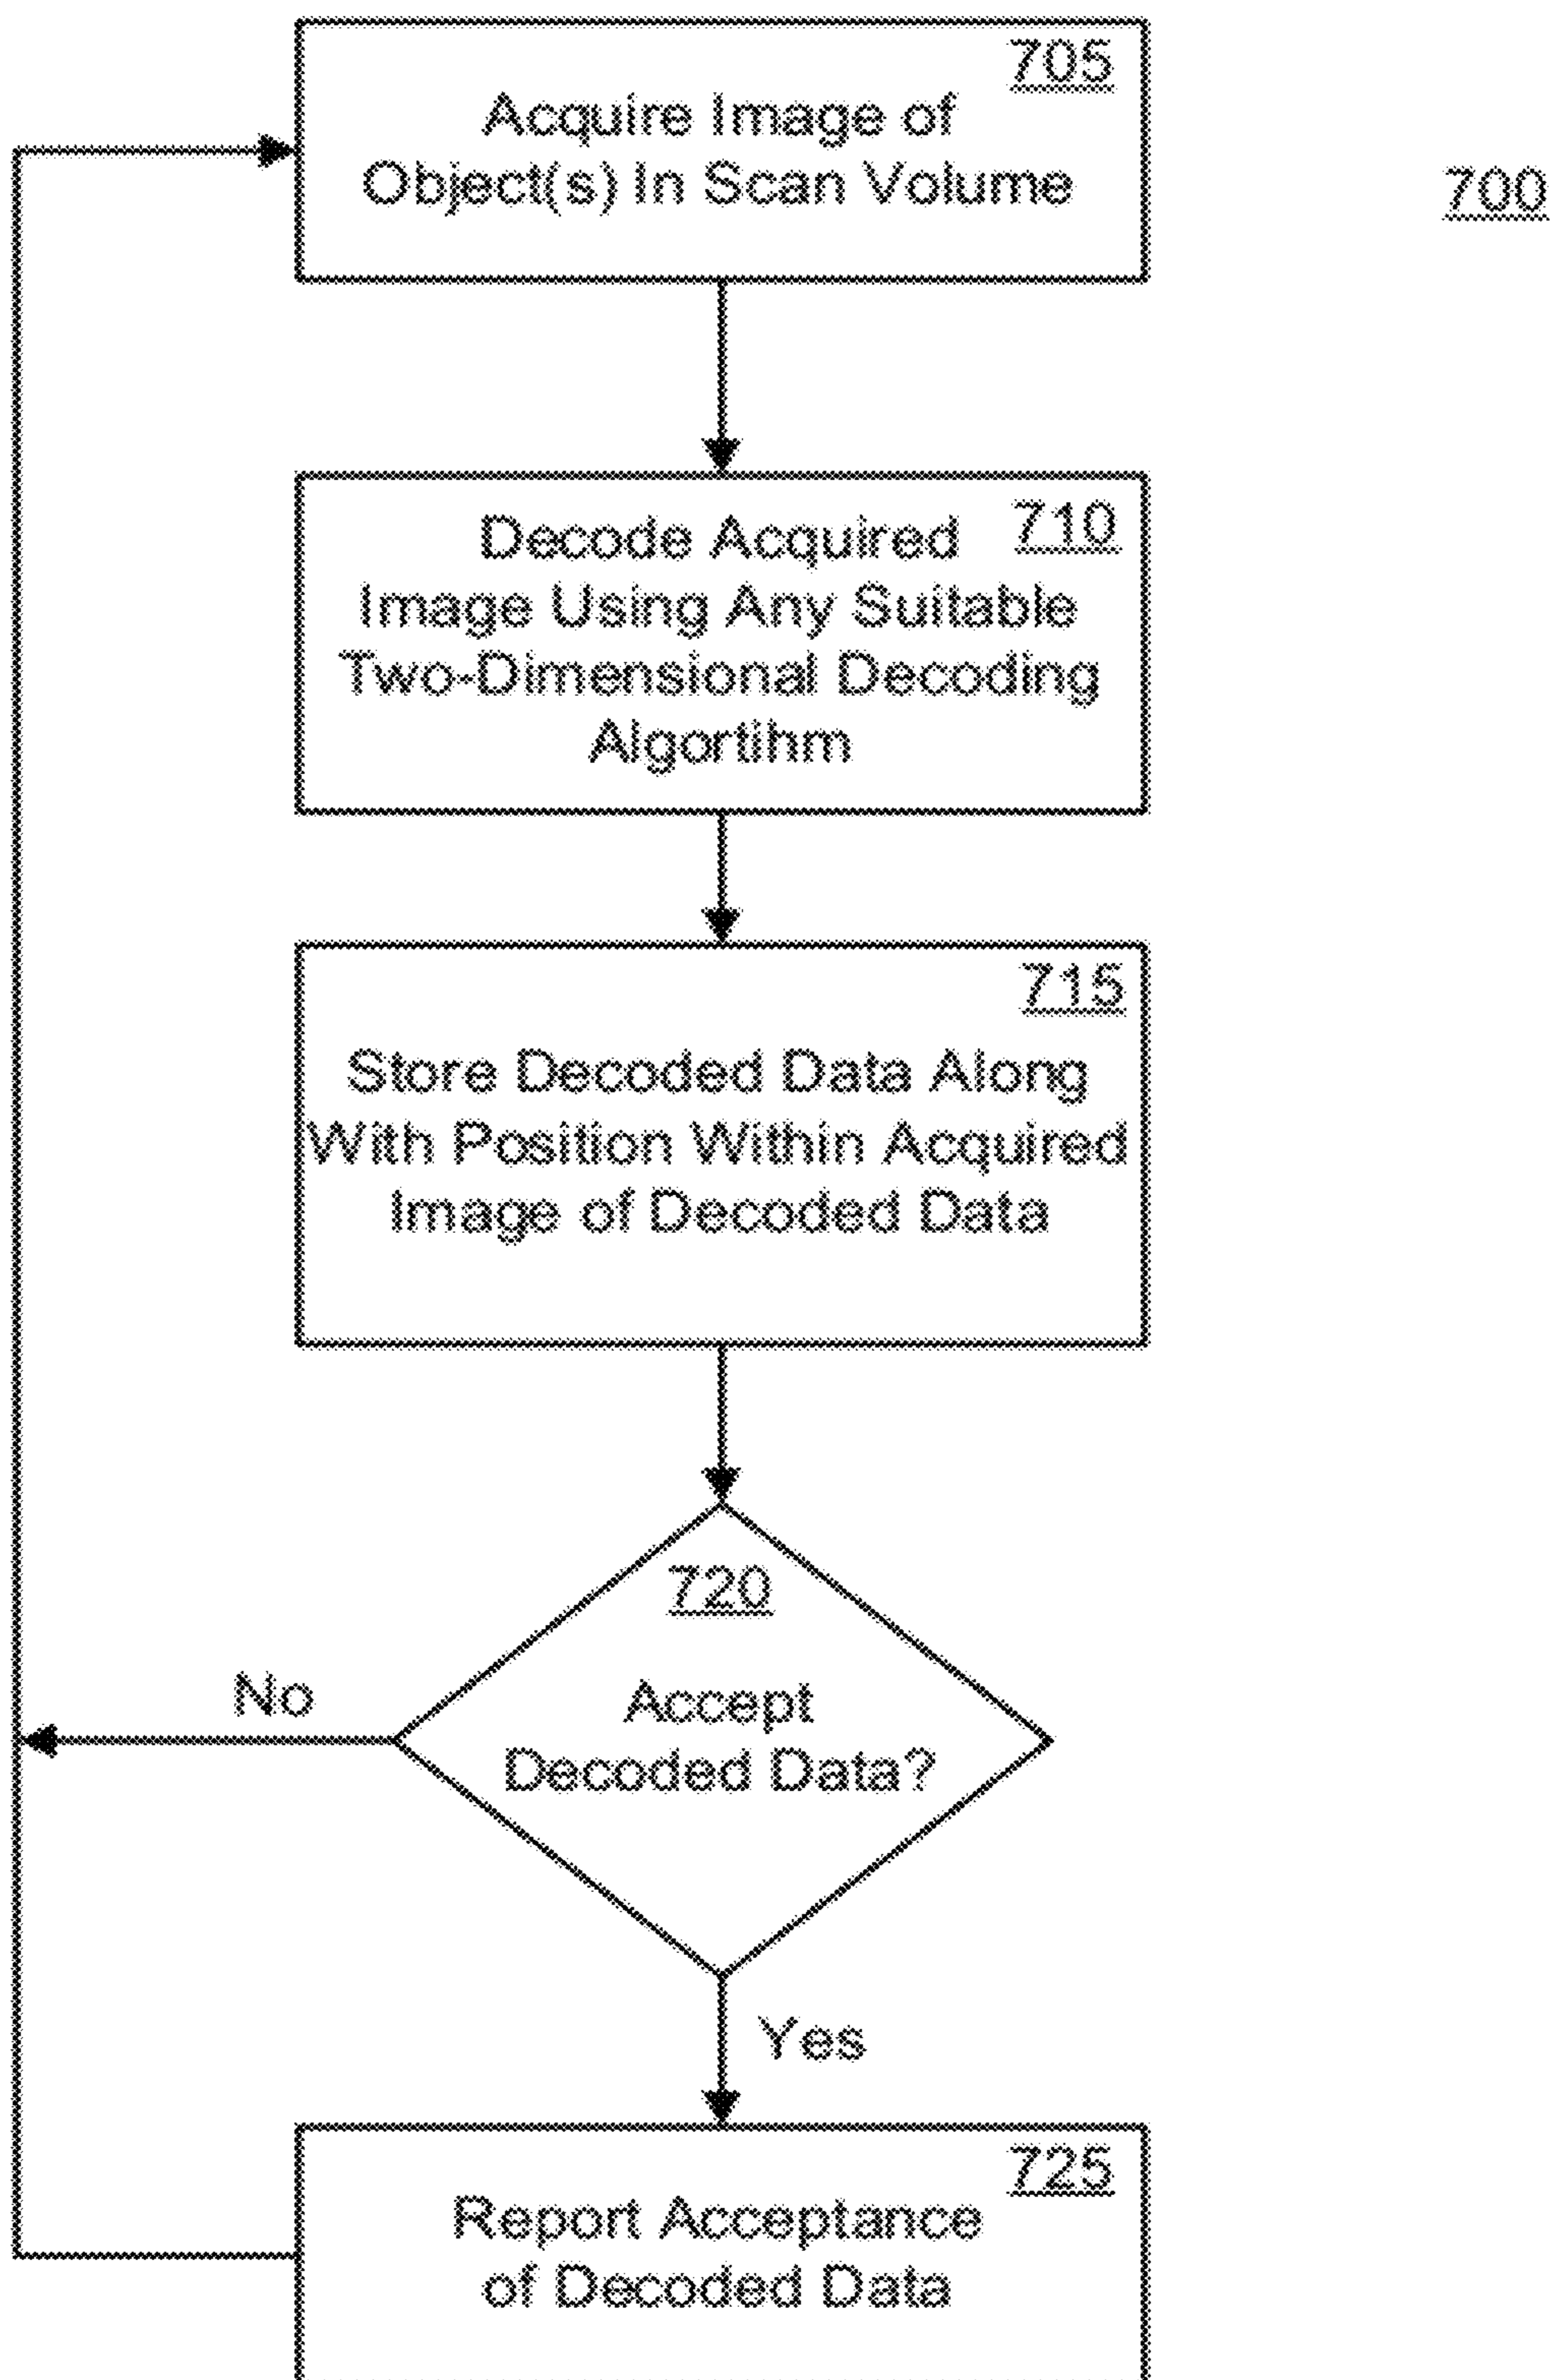 705
Acquire Image of
Object(s) In Scan Volume
700
710
Decode Acquired
Image Using Any Suitable
Two-Dimensional Decoding
Algortihm
715
Store Decoded Data Along
With Position Within Acquired
Image of Decoded Data
720
Accept
Decoded Data?
No
Yes
725
Report Acceptance
of Decoded Data